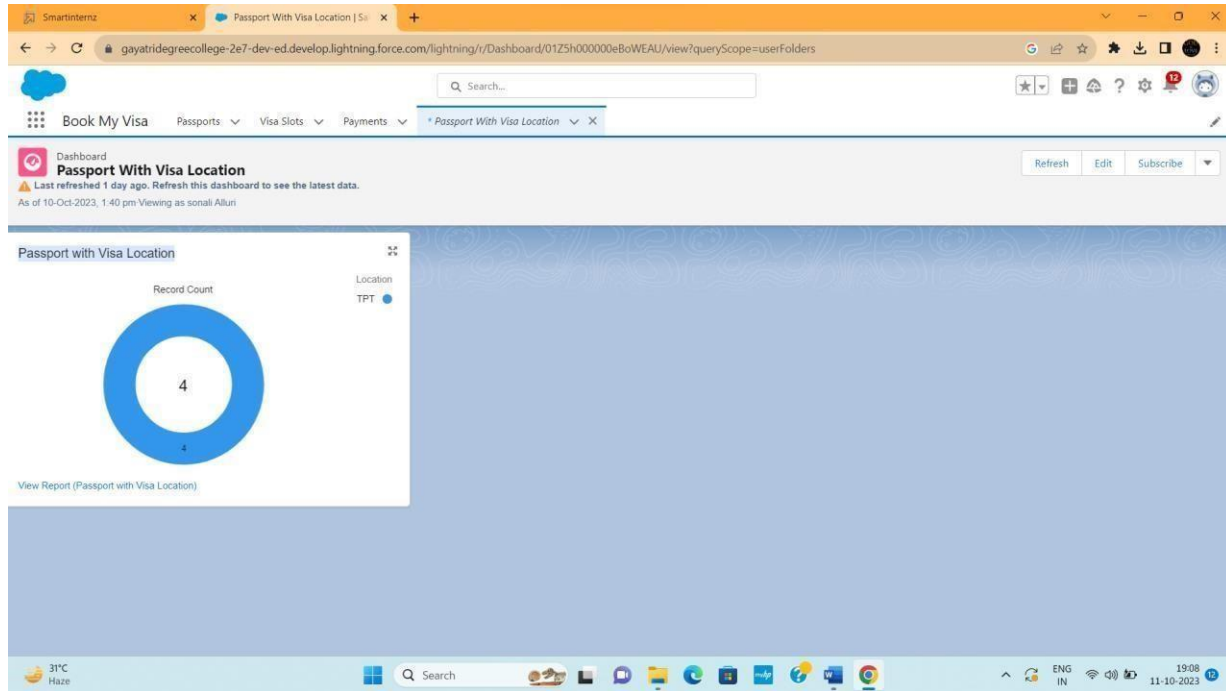 Smartinternz
Passport With Visa Location | Sa
gayatridegreecollege-2e7-dev-ed.develop.lightning.force.com/lightning/r/Dashboard/01Z5h000000eBoWEAU/view?queryScope=userFolders
Search...
12
Book My Visa Passports Visa Slots Payments * Passport With Visa Location
Dashboard
Passport With Visa Location
Last refreshed 1 day ago. Refresh this dashboard to see the latest data.
As of 10-Oct-2023, 1:40 pm·Viewing as sonali Alluri
Refresh Edit Subscribe
Passport with Visa Location
Record Count
Location
TPT
4
4
View Report (Passport with Visa Location)
31°C
Haze
Search
ENG
IN
19:08
11-10-2023
12